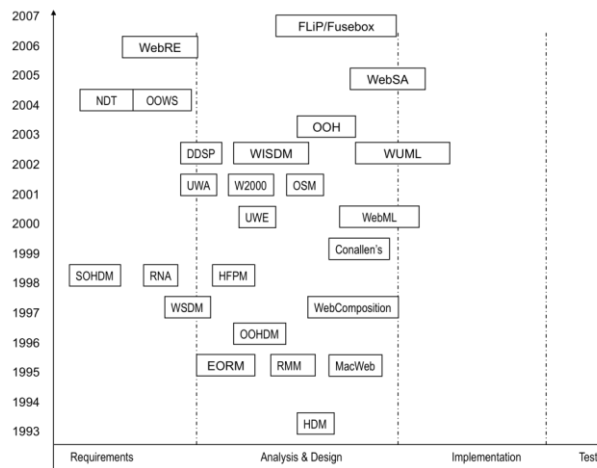 2007
FLiP/Fusebox
2006
WebRE
2005
WebSA
2004
NDT OOWS
2003
OOH
DDSP WISDM WUML
2002
UWA W2000 OSM
2001
UWE WebML
2000
Conallen's
1999
SOHDM RNA HFPM
1998
WSDM WebComposition
1997
OOHDM
1996
EORM RMM MacWeb
1995
1994
HDM
1993
Requirements Analysis & Design Implementation Test